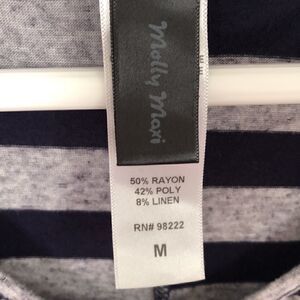 Molly Maxi
50% RAYON
42% POLY
8% LINEN
RN# 98222
M